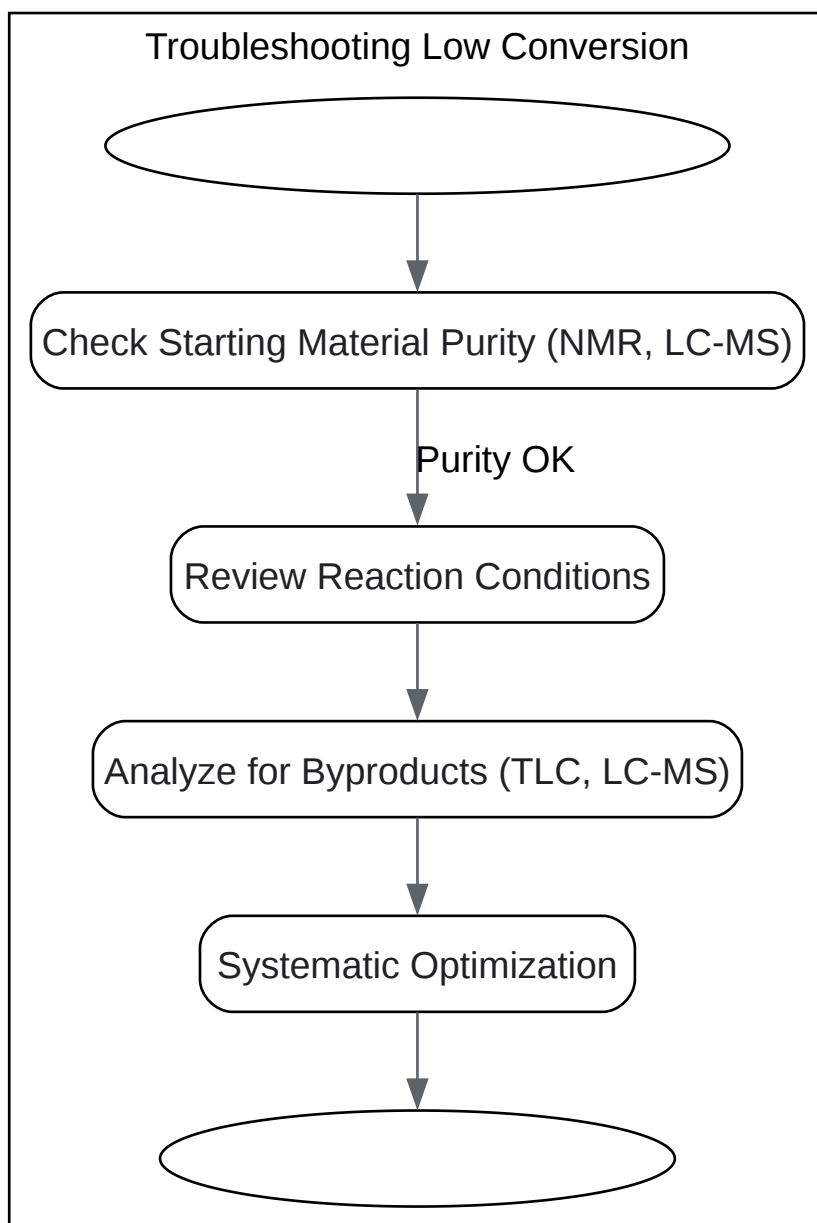 Troubleshooting Low Conversion
Check Starting Material Purity (NMR, LC-MS)
Purity OK
Review Reaction Conditions
Analyze for Byproducts (TLC, LC-MS)
Systematic Optimization